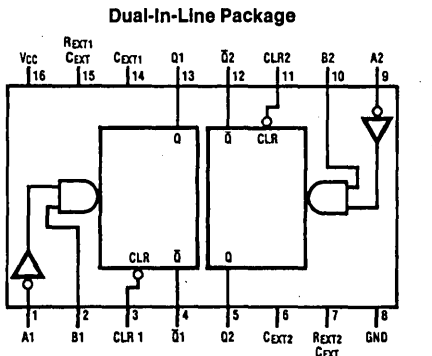 Dual-In-Line Package
VCC REXT1 CEXT CEXT1 Q1 Q̅2 CLR2 B2 A2
16 15 14 13 12 11 10 9
Q Q̅ CLR
CLR Q̅ Q
1 2 3 4 5 6 7 8
A1 B1 CLR 1 Q̅1 Q2 CEXT2 REXT2 CEXT GND